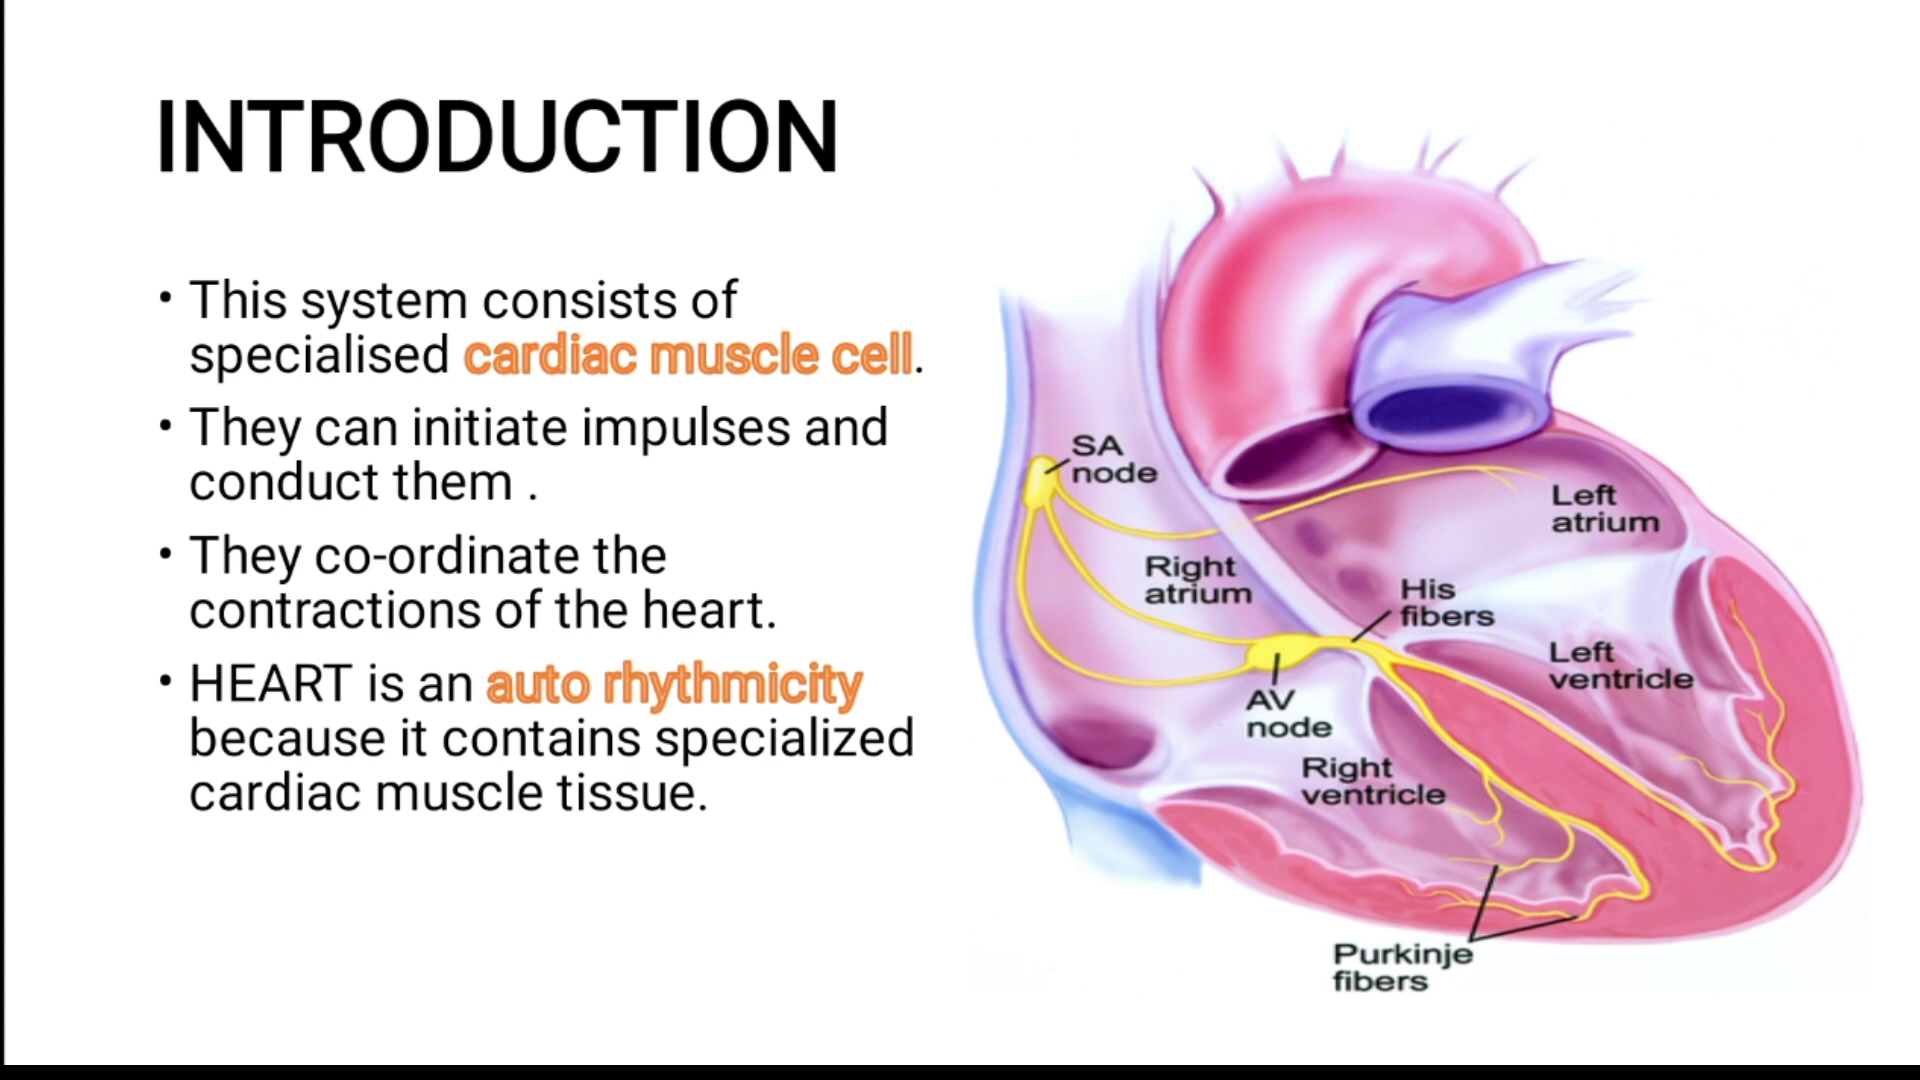 INTRODUCTION
• This system consists of
specialised cardiac muscle cell.
• They can initiate impulses and
conduct them .
• They co-ordinate the
contractions of the heart.
• HEART is an auto rhythmicity
because it contains specialized
cardiac muscle tissue.
SA
node
Left
atrium
Right
atrium
His
fibers
Left
ventricle
AV
node
Right
ventricle
Purkinje
fibers